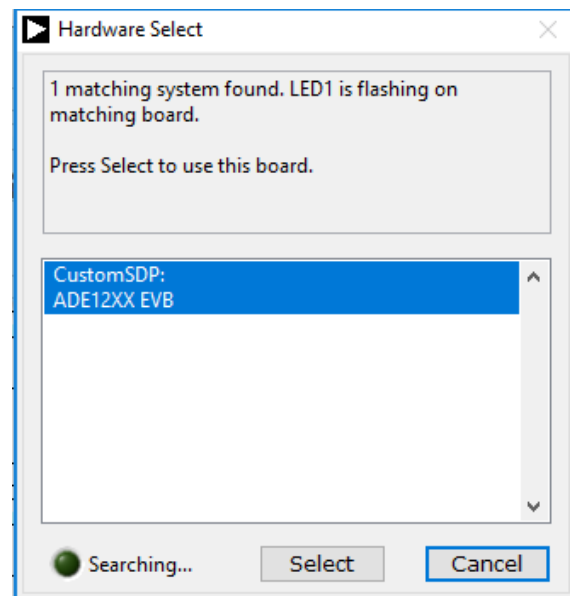 Hardware Select
1 matching system found. LED1 is flashing on
matching board.
Press Select to use this board.
CustomSDP:
ADE12XX EVB
Searching...
Select
Cancel